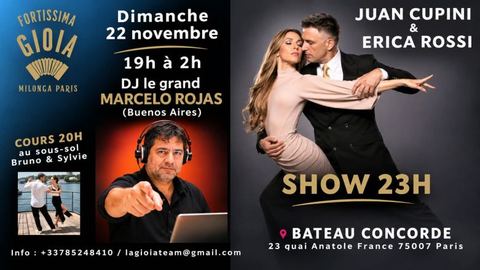 FORTISSIMA
GIOIA
MILONGA PARIS
Dimanche
22 novembre
19h à 2h
DJ le grand
MARCELO ROJAS
(Buenos Aires)
COURS 20H
au sous-sol
Bruno & Sylvie
JUAN CUPINI
&
ERICA ROSSI
SHOW 23H
BATEAU CONCORDE
23 quai Anatole France 75007 Paris
Info : +33785248410 / lagioiateam@gmail.com